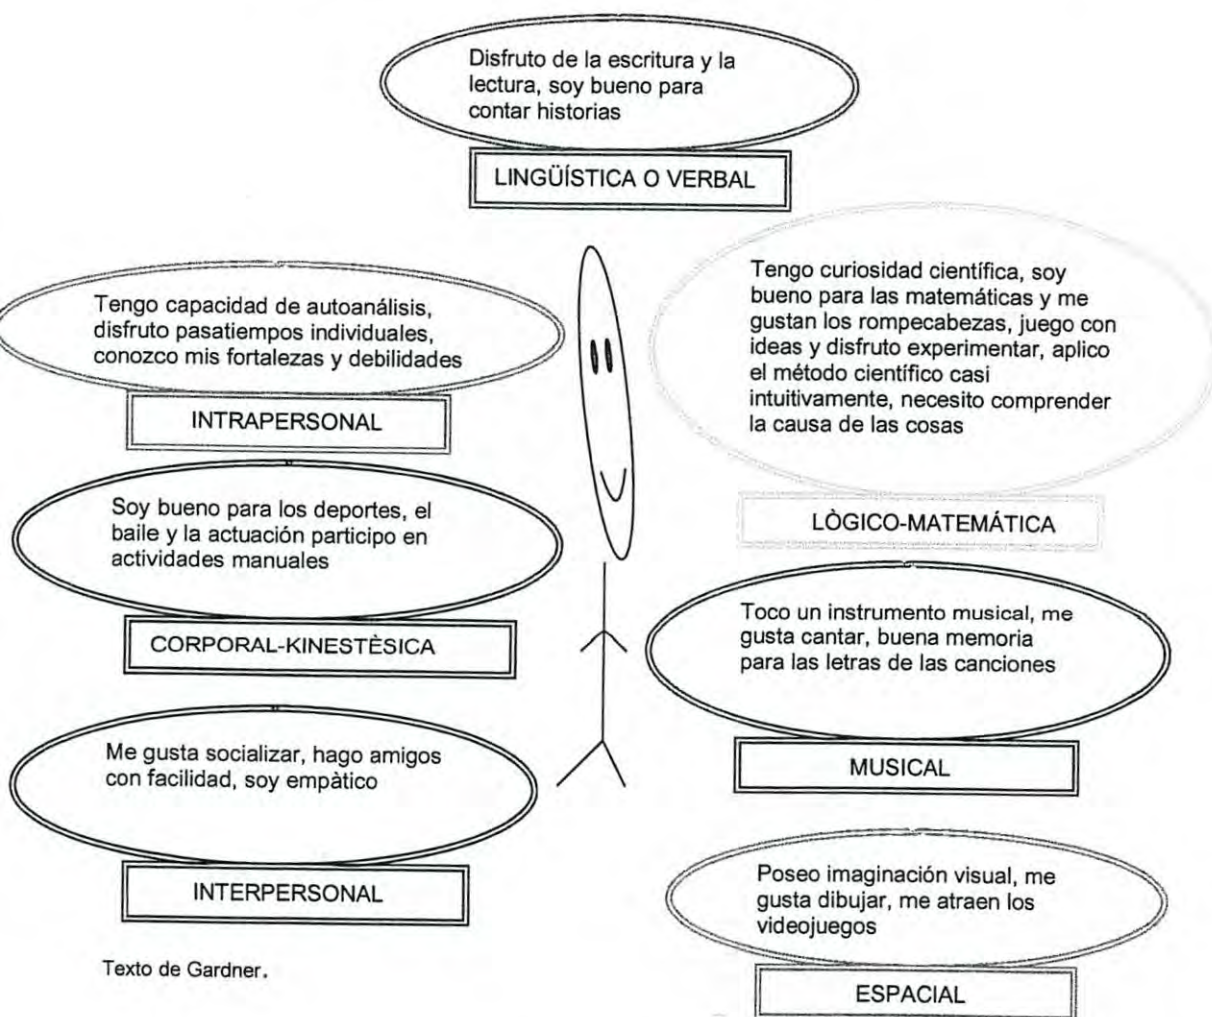 Disfruto de la escritura y la
lectura, soy bueno para
contar historias
LINGÜÍSTICA O VERBAL
Tengo capacidad de autoanálisis,
disfruto pasatiempos individuales,
conozco mis fortalezas y debilidades
INTRAPERSONAL
Tengo curiosidad científica, soy
bueno para las matemáticas y me
gustan los rompecabezas, juego con
ideas y disfruto experimentar, aplico
el método científico casi
intuitivamente, necesito comprender
la causa de las cosas
LÒGICO-MATEMÁTICA
Soy bueno para los deportes, el
baile y la actuación participo en
actividades manuales
CORPORAL-KINESTÈSICA
Toco un instrumento musical, me
gusta cantar, buena memoria
para las letras de las canciones
MUSICAL
Me gusta socializar, hago amigos
con facilidad, soy empàtico
INTERPERSONAL
Poseo imaginación visual, me
gusta dibujar, me atraen los
videojuegos
ESPACIAL
Texto de Gardner.